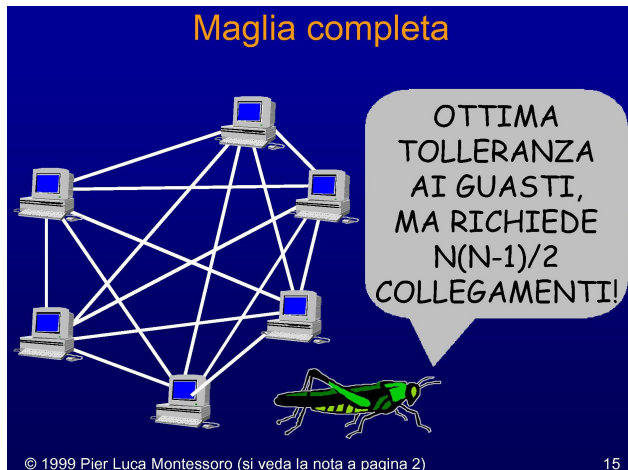 Maglia completa
OTTIMA
TOLLERANZA
AI GUASTI,
MA RICHIEDE
N(N-1)/2
COLLEGAMENTI!
© 1999 Pier Luca Montessoro (si veda la nota a pagina 2)
15